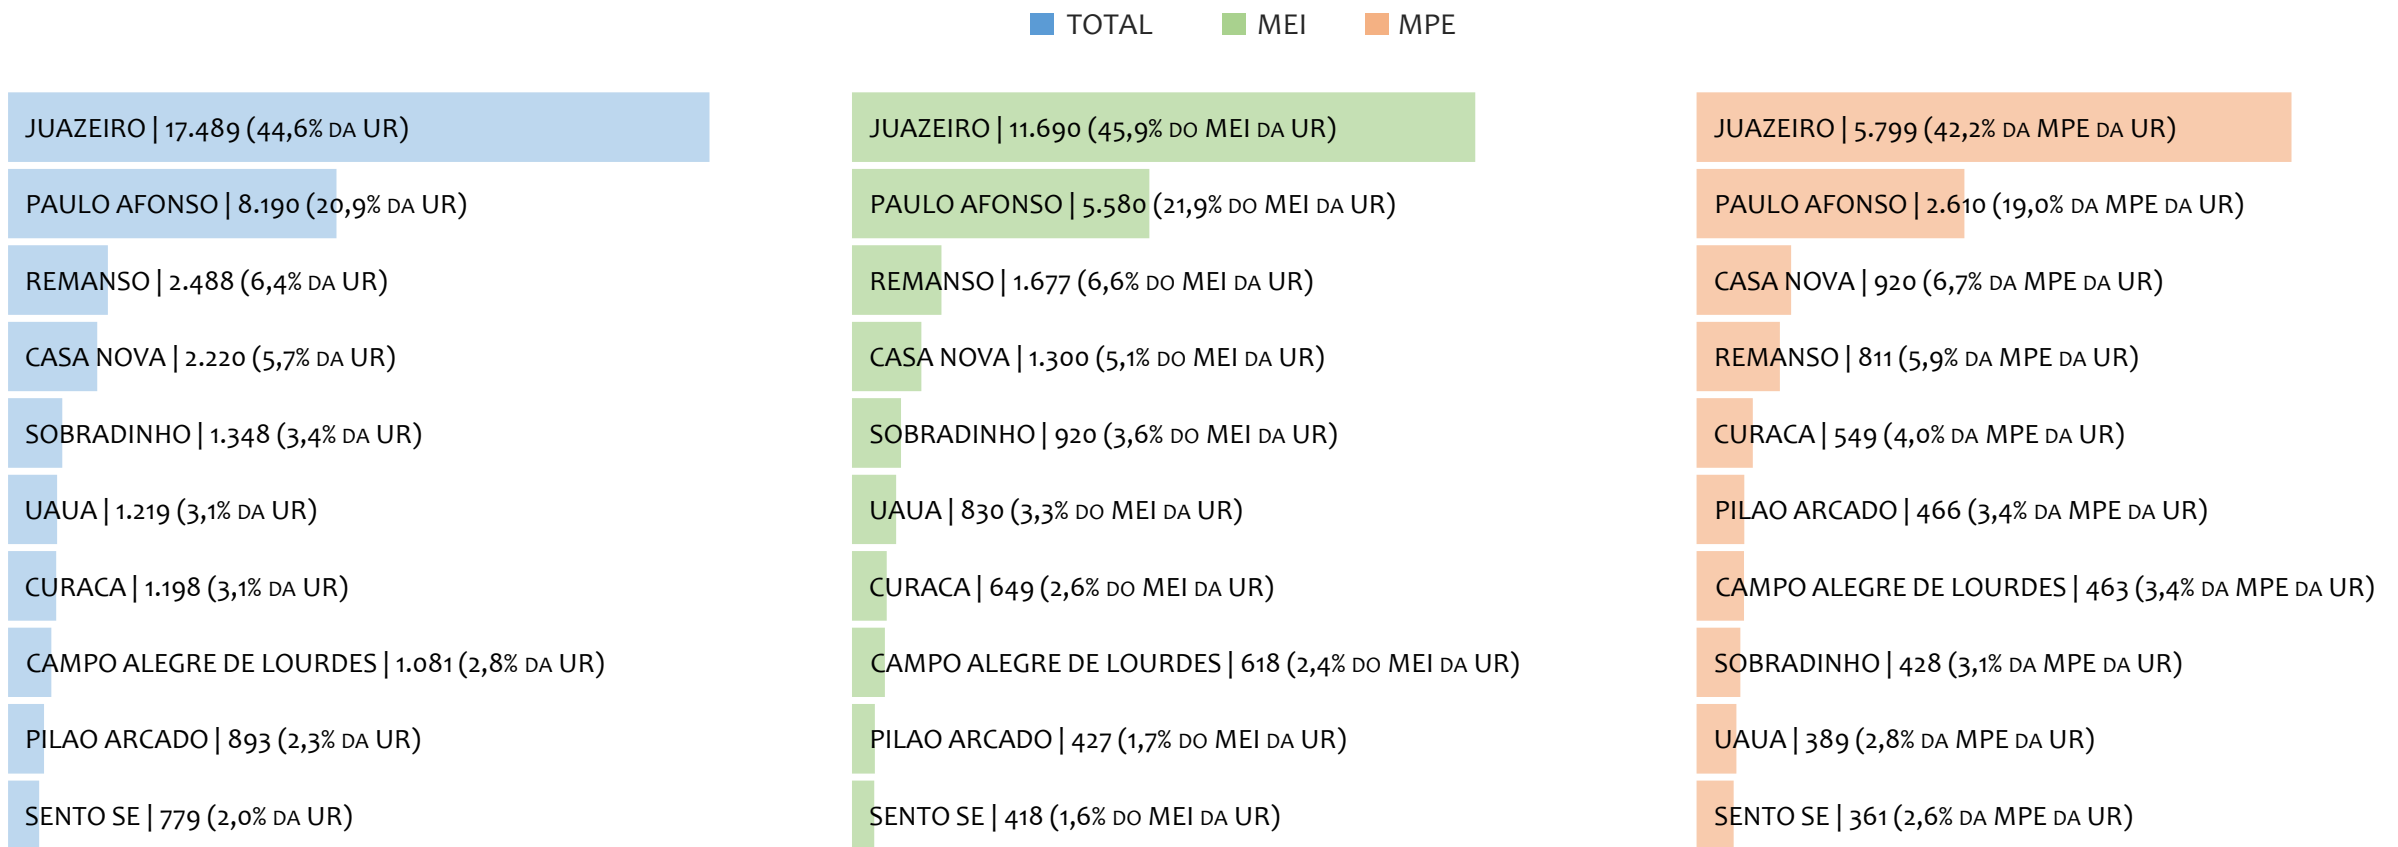 TOTAL MEI MPE
JUAZEIRO | 17.489 (44,6% DA UR)
PAULO AFONSO | 8.190 (20,9% DA UR)
REMANSO | 2.488 (6,4% DA UR)
CASA NOVA | 2.220 (5,7% DA UR)
SOBRADINHO | 1.348 (3,4% DA UR)
UAUA | 1.219 (3,1% DA UR)
CURACA | 1.198 (3,1% DA UR)
CAMPO ALEGRE DE LOURDES | 1.081 (2,8% DA UR)
PILAO ARCADO | 893 (2,3% DA UR)
SENTO SE | 779 (2,0% DA UR)
JUAZEIRO | 11.690 (45,9% DO MEI DA UR)
PAULO AFONSO | 5.580 (21,9% DO MEI DA UR)
REMANSO | 1.677 (6,6% DO MEI DA UR)
CASA NOVA | 1.300 (5,1% DO MEI DA UR)
SOBRADINHO | 920 (3,6% DO MEI DA UR)
UAUA | 830 (3,3% DO MEI DA UR)
CURACA | 649 (2,6% DO MEI DA UR)
CAMPO ALEGRE DE LOURDES | 618 (2,4% DO MEI DA UR)
PILAO ARCADO | 427 (1,7% DO MEI DA UR)
SENTO SE | 418 (1,6% DO MEI DA UR)
JUAZEIRO | 5.799 (42,2% DA MPE DA UR)
PAULO AFONSO | 2.610 (19,0% DA MPE DA UR)
CASA NOVA | 920 (6,7% DA MPE DA UR)
REMANSO | 811 (5,9% DA MPE DA UR)
CURACA | 549 (4,0% DA MPE DA UR)
PILAO ARCADO | 466 (3,4% DA MPE DA UR)
CAMPO ALEGRE DE LOURDES | 463 (3,4% DA MPE DA UR)
SOBRADINHO | 428 (3,1% DA MPE DA UR)
UAUA | 389 (2,8% DA MPE DA UR)
SENTO SE | 361 (2,6% DA MPE DA UR)